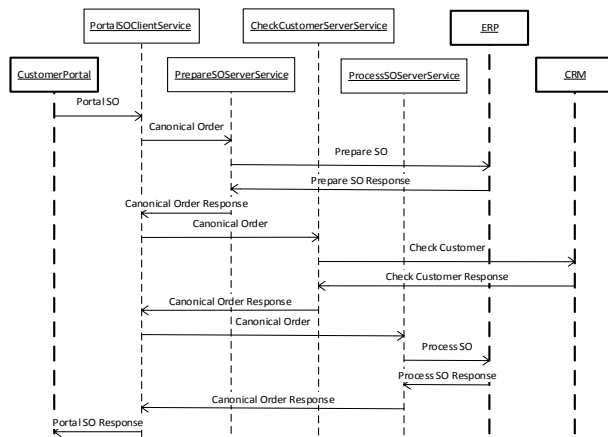 PortalSOClientService
CheckCustomerServerService
ERP
CustomerPortal
PrepareSOServerService
ProcessSOServerService
CRM
Portal SO
Canonical Order
Prepare SO
Prepare SO Response
Canonical Order Response
Canonical Order
Check Customer
Check Customer Response
Canonical Order Response
Canonical Order
Process SO
Process SO Response
Canonical Order Response
Portal SO Response